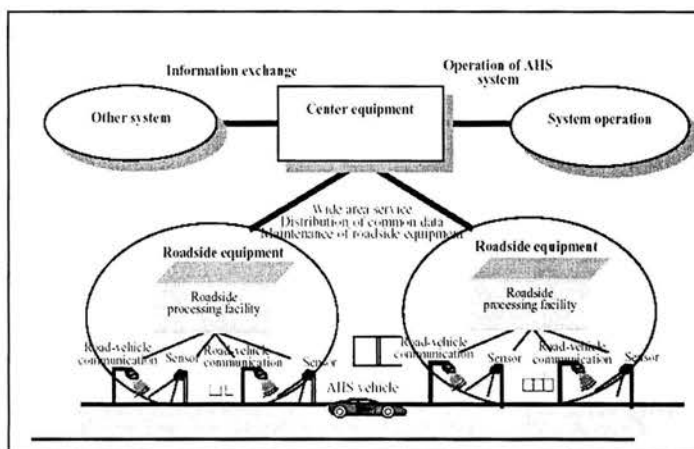 Information exchange
Operation of AHS
system
Other system
Center equipment
System operation
Wide area service
Distribution of common data
Maintenance of roadside equipment
Roadside equipment
Roadside
processing facility
Road-vehicle
communication
Sensor
Road-vehicle
communication
Sensor
AHS vehicle
Roadside equipment
Roadside
processing facility
Road-vehicle
communication
Sensor
Road-vehicle
communication
Sensor